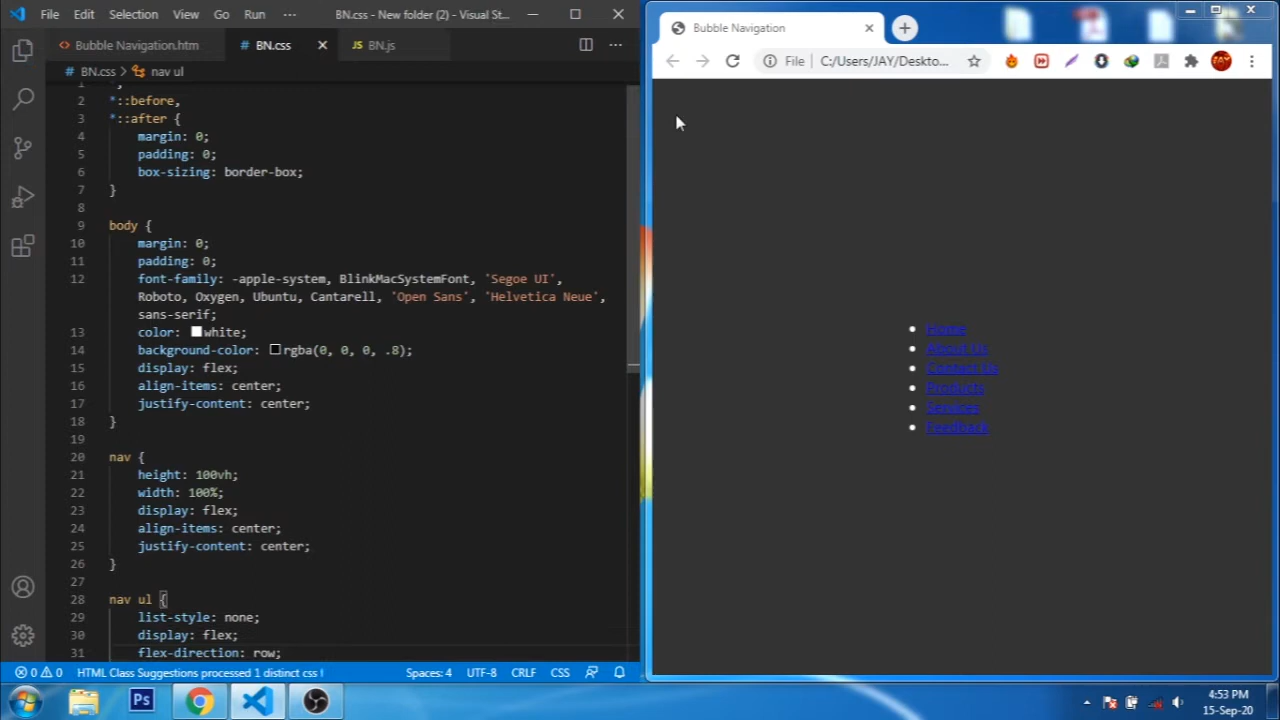 File Edit Selection View Go Run ··· BN.css - New folder (2) - Visual St...
Bubble Navigation.htm # BN.css JS BN.js
# BN.css > nav ul
1
2 *::before,
3 *::after {
4 margin: 0;
5 padding: 0;
6 box-sizing: border-box;
7 }
8
9 body {
10 margin: 0;
11 padding: 0;
12 font-family: -apple-system, BlinkMacSystemFont, 'Segoe UI',
Roboto, Oxygen, Ubuntu, Cantarell, 'Open Sans', 'Helvetica Neue',
sans-serif;
13 color: white;
14 background-color: rgba(0, 0, 0, .8);
15 display: flex;
16 align-items: center;
17 justify-content: center;
18 }
19
20 nav {
21 height: 100vh;
22 width: 100%;
23 display: flex;
24 align-items: center;
25 justify-content: center;
26 }
27
28 nav ul {
29 list-style: none;
30 display: flex;
31 flex-direction: row;
0 0 HTML Class Suggestions processed 1 distinct css Spaces: 4 UTF-8 CRLF CSS
Bubble Navigation
File C:/Users/JAY/Deskto...
JAY
Home
About Us
Contact Us
Products
Services
Feedback
Ps
4:53 PM
15-Sep-20